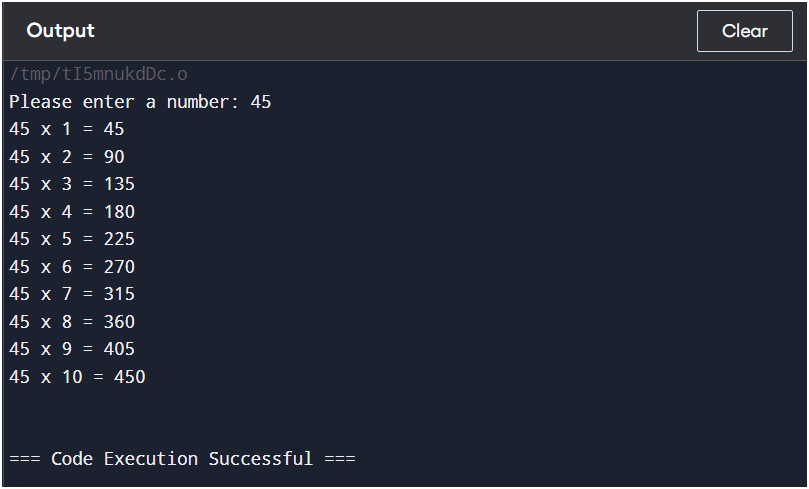 Output
Clear
/tmp/tI5mnukdDc.o
Please enter a number: 45
45 x 1 = 45
45 x 2 = 90
45 x 3 = 135
45 x 4 = 180
45 x 5 = 225
45 x 6 = 270
45 x 7 = 315
45 x 8 = 360
45 x 9 = 405
45 x 10 = 450
=== Code Execution Successful ===